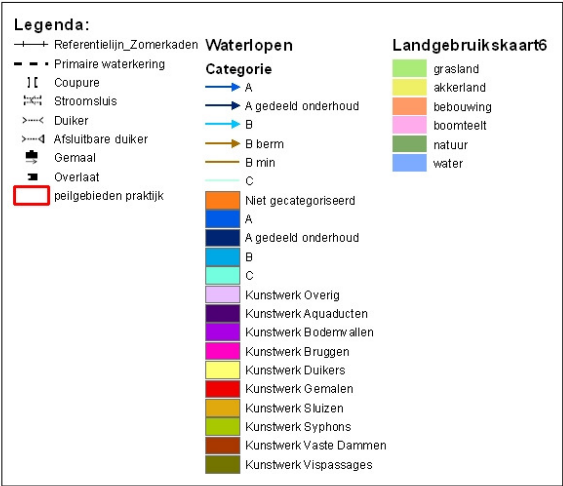 Legenda:
Referentielijn_Zomerkaden
Primaire waterkering
Coupure
Stroomsluis
Duiker
Afsluitbare duiker
Gemaal
Overlaat
peilgebieden praktijk
Waterlopen
Categorie
A
A gedeeld onderhoud
B
B berm
B min
C
Niet gecategoriseerd
A
A gedeeld onderhoud
B
C
Kunstwerk Overig
Kunstwerk Aquaducten
Kunstwerk Bodemvallen
Kunstwerk Bruggen
Kunstwerk Duikers
Kunstwerk Gemalen
Kunstwerk Sluizen
Kunstwerk Syphons
Kunstwerk Vaste Dammen
Kunstwerk Vispassages
Landgebruikskaart6
grasland
akkerland
bebouwing
boomteelt
natuur
water